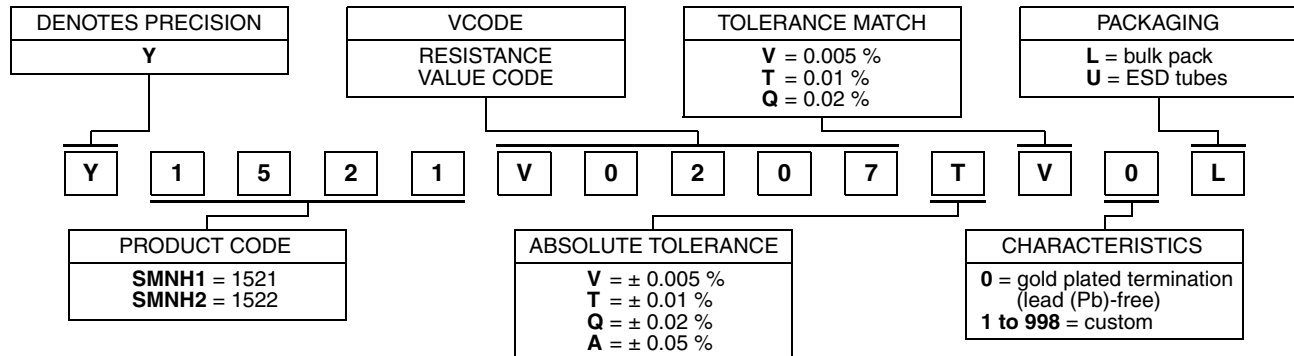 DENOTES PRECISION
Y
VCODE
RESISTANCE
VALUE CODE
TOLERANCE MATCH
V = 0.005 %
T = 0.01 %
Q = 0.02 %
PACKAGING
L = bulk pack
U = ESD tubes
Y 1 5 2 1 V 0 2 0 7 T V 0 L
PRODUCT CODE
SMNH1 = 1521
SMNH2 = 1522
ABSOLUTE TOLERANCE
V = ± 0.005 %
T = ± 0.01 %
Q = ± 0.02 %
A = ± 0.05 %
CHARACTERISTICS
0 = gold plated termination
(lead (Pb)-free)
1 to 998 = custom